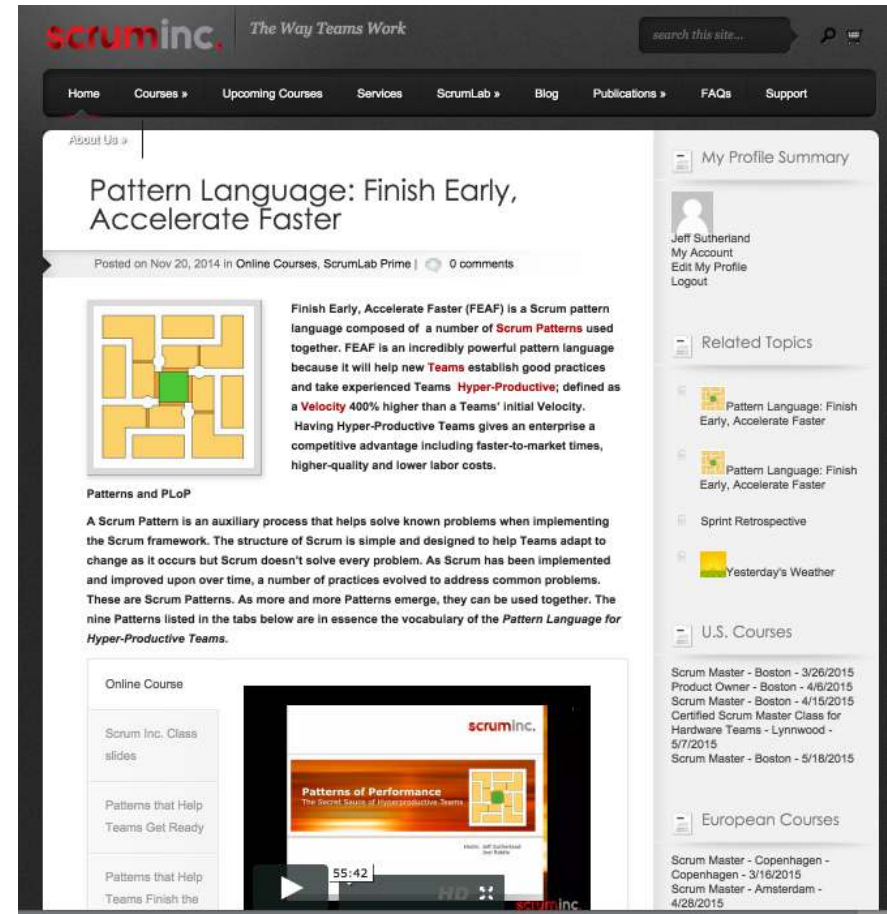 scruminc.
The Way Teams Work
search this site...
Home Courses » Upcoming Courses Services ScrumLab » Blog Publications » FAQs Support
About Us »
Pattern Language: Finish Early,
Accelerate Faster
Posted on Nov 20, 2014 in Online Courses, ScrumLab Prime | 0 comments
Finish Early, Accelerate Faster (FEAF) is a Scrum pattern
language composed of a number of Scrum Patterns used
together. FEAF is an incredibly powerful pattern language
because it will help new Teams establish good practices
and take experienced Teams Hyper-Productive; defined as
a Velocity 400% higher than a Teams' initial Velocity.
Having Hyper-Productive Teams gives an enterprise a
competitive advantage including faster-to-market times,
higher-quality and lower labor costs.
Patterns and PLoP
A Scrum Pattern is an auxiliary process that helps solve known problems when implementing
the Scrum framework. The structure of Scrum is simple and designed to help Teams adapt to
change as it occurs but Scrum doesn't solve every problem. As Scrum has been implemented
and improved upon over time, a number of practices evolved to address common problems.
These are Scrum Patterns. As more and more Patterns emerge, they can be used together. The
nine Patterns listed in the tabs below are in essence the vocabulary of the Pattern Language for
Hyper-Productive Teams.
Online Course
Scrum Inc. Class
slides
Patterns that Help
Teams Get Ready
Patterns that Help
Teams Finish the
scruminc.
Patterns of Performance
The Secret Sauce of Hyperproductive Teams
Jeff Sutherland
55:42
HD
scruminc.
My Profile Summary
Jeff Sutherland
My Account
Edit My Profile
Logout
Related Topics
Pattern Language: Finish
Early, Accelerate Faster
Pattern Language: Finish
Early, Accelerate Faster
Sprint Retrospective
Yesterday's Weather
U.S. Courses
Scrum Master - Boston - 3/26/2015
Product Owner - Boston - 4/6/2015
Scrum Master - Boston - 4/15/2015
Certified Scrum Master Class for
Hardware Teams - Lynnwood -
5/7/2015
Scrum Master - Boston - 5/18/2015
European Courses
Scrum Master - Copenhagen -
Copenhagen - 3/16/2015
Scrum Master - Amsterdam -
4/28/2015